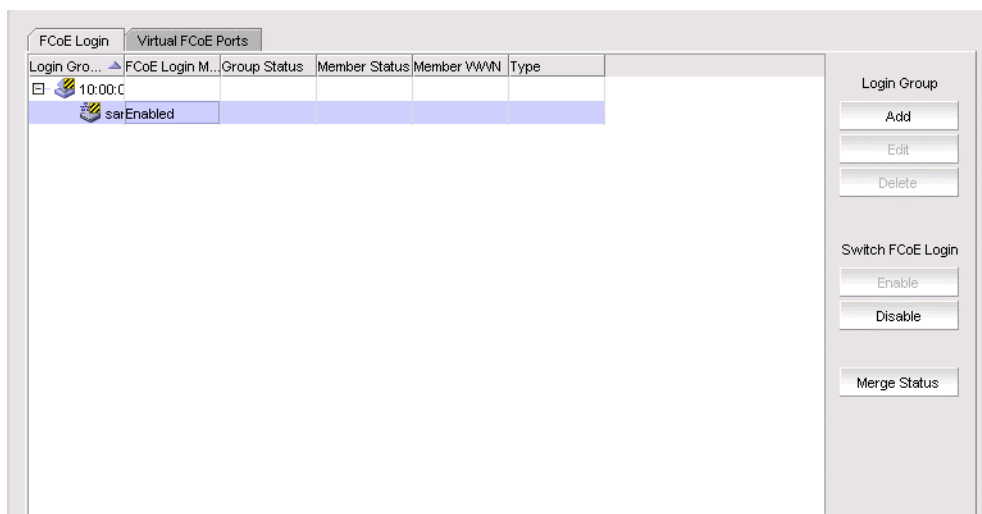 FCoE Login Virtual FCoE Ports
Login Gro... FCoE Login M... Group Status Member Status Member WWN Type
10:00:0
sar Enabled
Login Group
Add
Edit
Delete
Switch FCoE Login
Enable
Disable
Merge Status